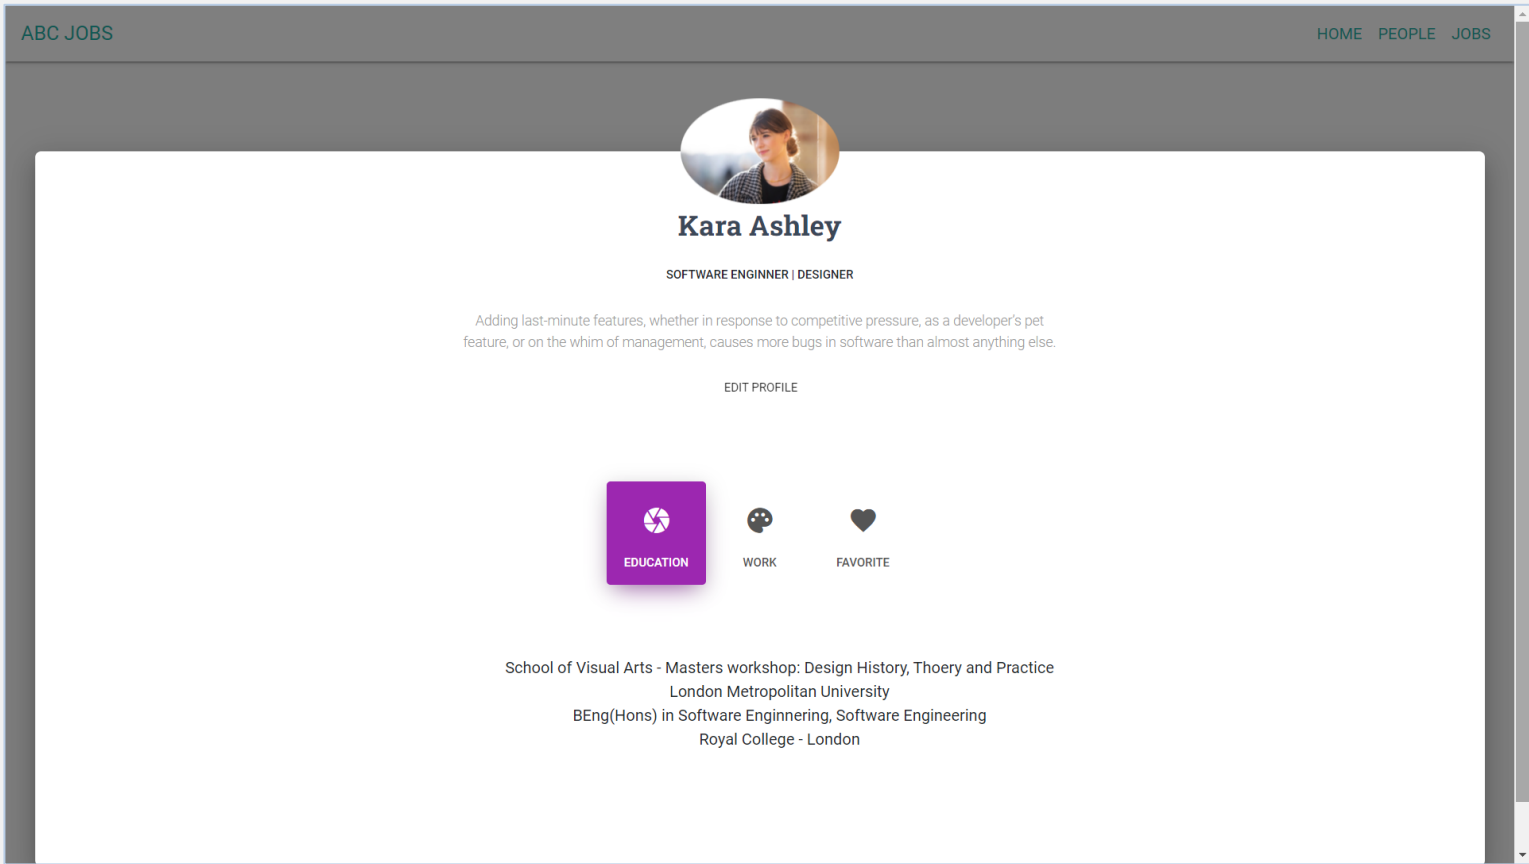 ABC JOBS
HOME PEOPLE JOBS
Kara Ashley
SOFTWARE ENGINNER | DESIGNER
Adding last-minute features, whether in response to competitive pressure, as a developer's pet
feature, or on the whim of management, causes more bugs in software than almost anything else.
EDIT PROFILE
EDUCATION WORK FAVORITE
School of Visual Arts - Masters workshop: Design History, Thoery and Practice
London Metropolitan University
BEng(Hons) in Software Enginnering, Software Engineering
Royal College - London